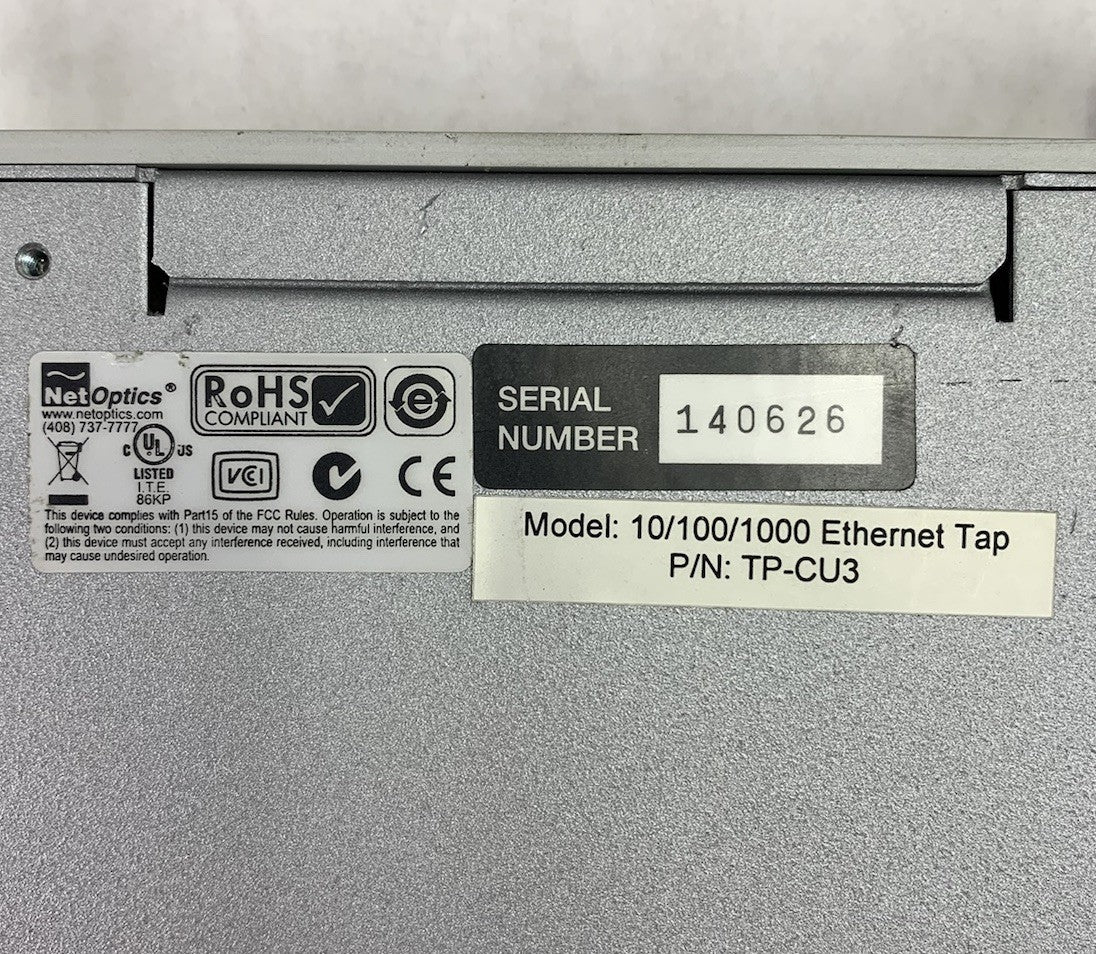 NetOptics®
www.netoptics.com
(408) 737-7777
RoHS
COMPLIANT
e
C UL US
LISTED
I.T.E.
86KP
VCI
CE
This device complies with Part15 of the FCC Rules. Operation is subject to the
following two conditions: (1) this device may not cause harmful interference, and
(2) this device must accept any interference received, including interference that
may cause undesired operation.
SERIAL
NUMBER
140626
Model: 10/100/1000 Ethernet Tap
P/N: TP-CU3